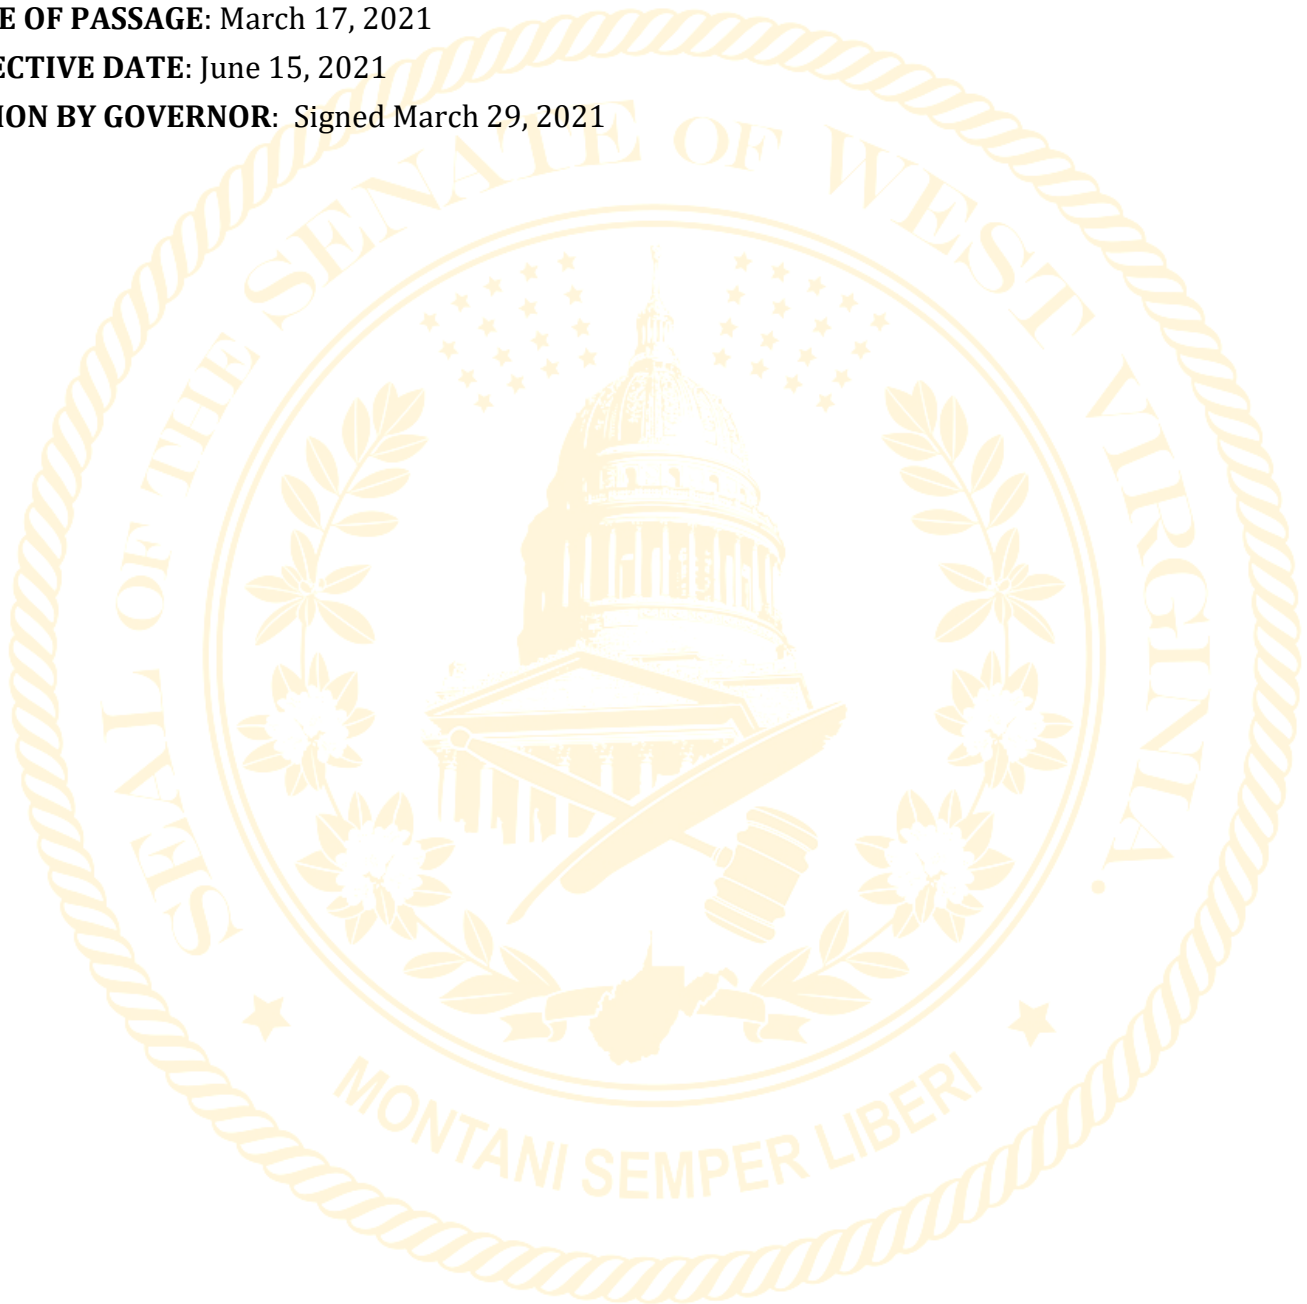 E OF PASSAGE: March 17, 2021
ECTIVE DATE: June 15, 2021
ION BY GOVERNOR: Signed March 29, 2021
SEAL OF THE SENATE OF WEST VIRGINIA.
MONTANI SEMPER LIBERI